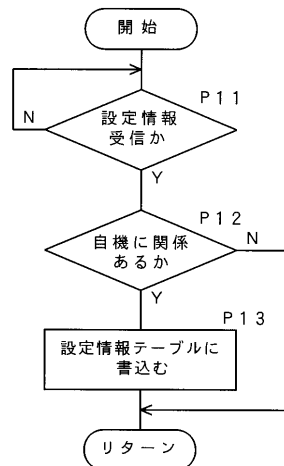 開始
P11
N
設定情報
受信か
Y
P12
自機に関係
あるか
N
Y
P13
設定情報テーブルに
書込む
リターン